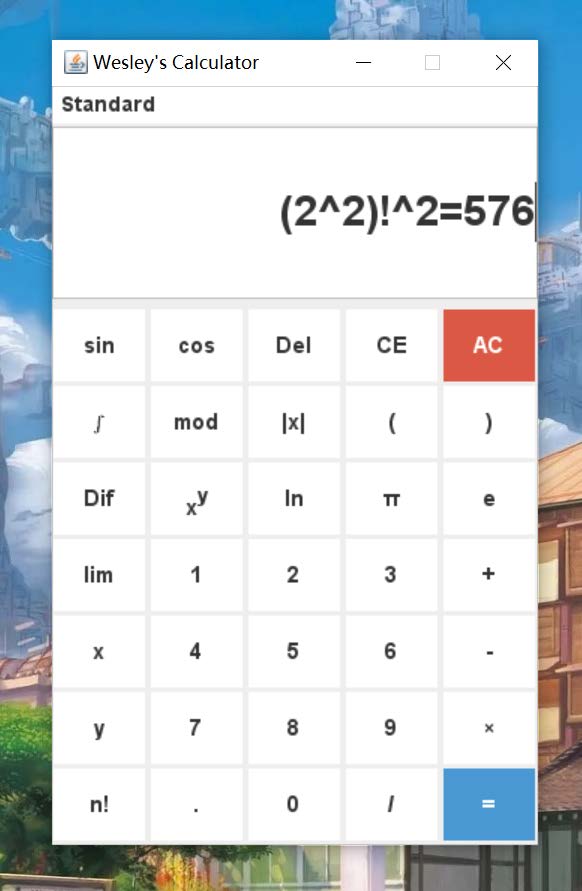 Wesley's Calculator
Standard
(2^2)!^2=576
sin cos Del CE AC
∫ mod |x| ( )
Dif xy ln π e
lim 1 2 3 +
x 4 5 6 -
y 7 8 9 ×
n! . 0 / =